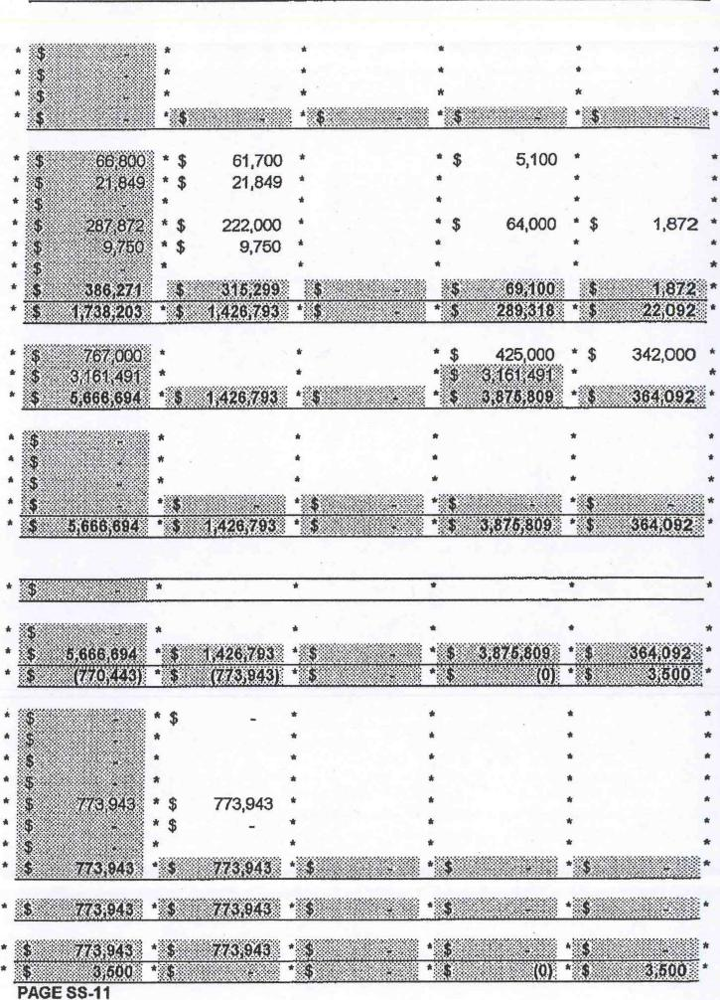 * $ - * * * * *
* $ - * * * * *
* $ - * * * * *
* $ - * $ - * $ - * $ - * $ - *
* $ 66,800 * $ 61,700 * * $ 5,100 * *
* $ 21,849 * $ 21,849 * * * *
* $ - * * * * *
* $ 287,872 * $ 222,000 * * $ 64,000 * $ 1,872 *
* $ 9,750 * $ 9,750 * * * *
* $ - * * * * *
* $ 386,271 $ 315,299 * $ - * $ 69,100 * $ 1,872 *
* $ 1,738,203 * $ 1,426,793 * $ - * $ 289,318 * $ 22,092 *
* $ 767,000 * * * $ 425,000 * $ 342,000 *
* $ 3,161,491 * * * $ 3,161,491 * *
* $ 5,666,694 * $ 1,426,793 * $ - * $ 3,875,809 * $ 364,092 *
* $ - * * * * *
* $ - * * * * *
* $ - * * * * *
* $ - * $ - * $ - * $ - * $ - *
* $ 5,666,694 * $ 1,426,793 * $ - * $ 3,875,809 * $ 364,092 *
* $ - * * * * *
* $ - * * * * *
* $ 5,666,694 * $ 1,426,793 * $ - * $ 3,875,809 * $ 364,092 *
* $ (770,443) * $ (773,943) * $ - * $ (0) * $ 3,500 *
* $ - * $ - * * * *
* $ - * * * * *
* $ - * * * * *
* $ - * * * * *
* $ 773,943 * $ 773,943 * * * *
* $ - * $ - * * * *
* $ - * * * * *
* $ 773,943 * $ 773,943 * $ - * $ - * $ - *
* $ 773,943 * $ 773,943 * $ - * $ - * $ - *
* $ 773,943 * $ 773,943 * $ - * $ - * $ - *
* $ 3,500 * $ - * $ - * $ (0) * $ 3,500 *
PAGE SS-11